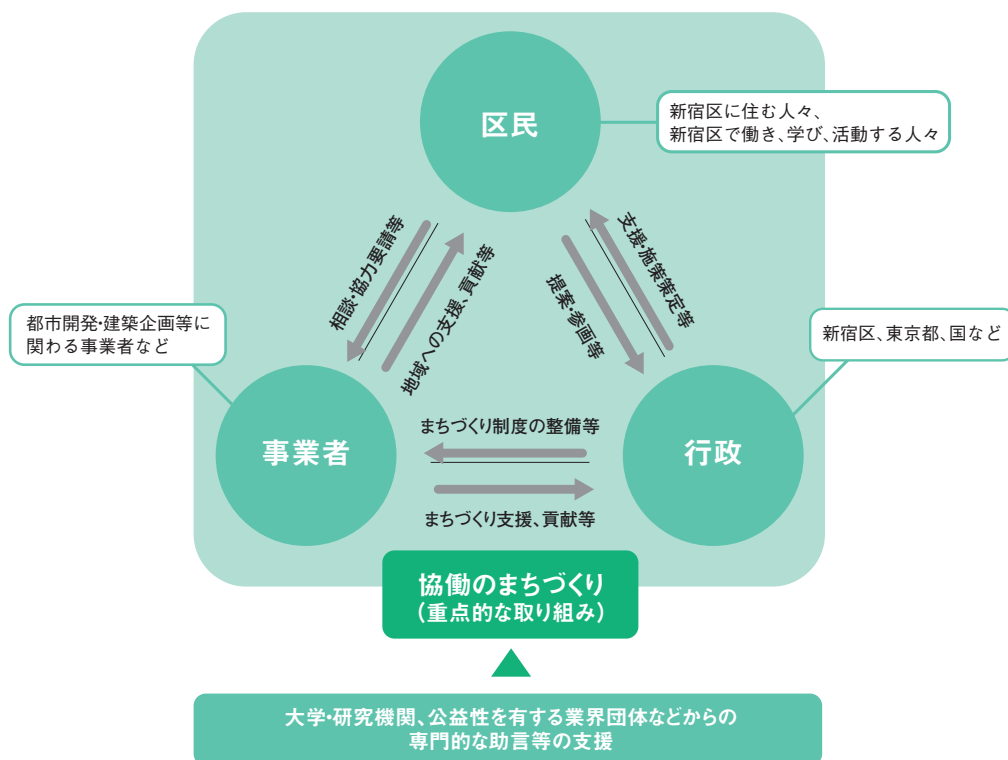 区民
新宿区に住む人々、
新宿区で働き、学び、活動する人々
相談・協力要請等
地域への支援、貢献等
支援・施策策定等
提案・参画等
都市開発・建築企画等に
関わる事業者など
新宿区、東京都、国など
事業者
まちづくり制度の整備等
行政
まちづくり支援、貢献等
協働のまちづくり
（重点的な取り組み）
大学・研究機関、公益性を有する業界団体などからの
専門的な助言等の支援